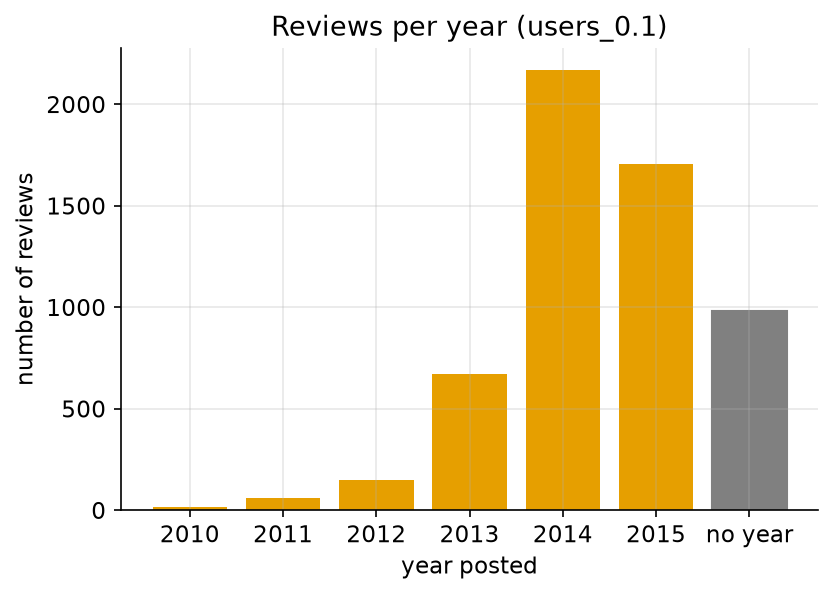 Reviews per year (users_0.1)
number of reviews
2000
1500
1000
500
0
2010 2011 2012 2013 2014 2015 no year
year posted